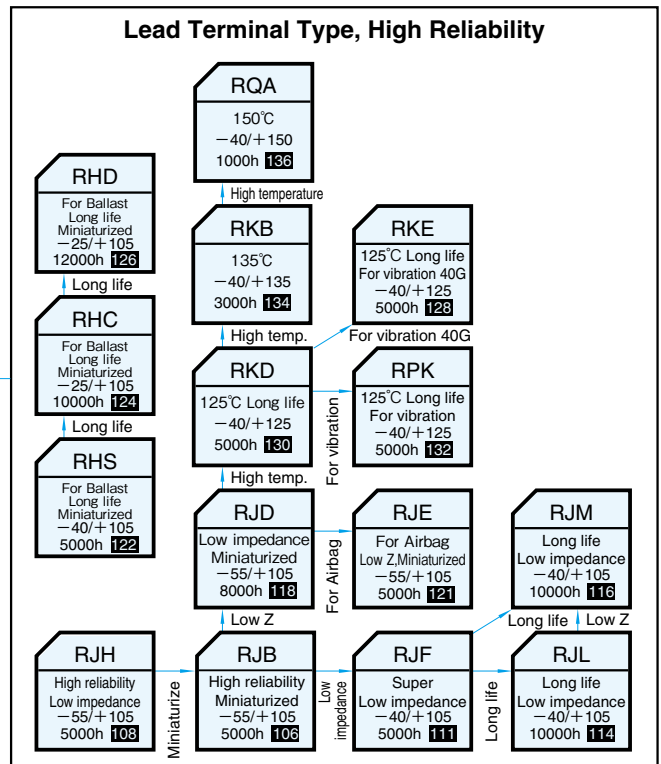 Lead Terminal Type, High Reliability
RQA
150℃
−40/+150
1000h 136
High temperature
RHD
For Ballast
Long life
Miniaturized
−25/+105
12000h 126
Long life
RKB
135℃
−40/+135
3000h 134
High temp.
RKE
125℃ Long life
For vibration 40G
−40/+125
5000h 128
For vibration 40G
RHC
For Ballast
Long life
Miniaturized
−25/+105
10000h 124
Long life
RKD
125℃ Long life
−40/+125
5000h 130
High temp.
For vibration
RPK
125℃ Long life
For vibration
−40/+125
5000h 132
RHS
For Ballast
Long life
Miniaturized
−40/+105
5000h 122
RJD
Low impedance
Miniaturized
−55/+105
8000h 118
Low Z
For Airbag
RJE
For Airbag
Low Z,Miniaturized
−55/+105
5000h 121
RJM
Long life
Low impedance
−40/+105
10000h 116
Long life
Low Z
RJH
High reliability
Low impedance
−55/+105
5000h 108
Miniaturize
RJB
High reliability
Miniaturized
−55/+105
5000h 106
Low
impedance
RJF
Super
Low impedance
−40/+105
5000h 111
Long life
RJL
Long life
Low impedance
−40/+105
10000h 114